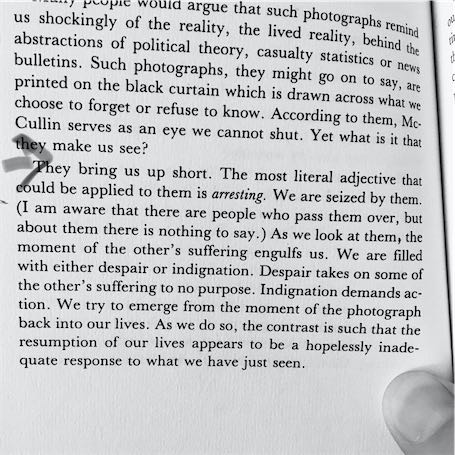 Many people would argue that such photographs remind
us shockingly of the reality, the lived reality, behind the
abstractions of political theory, casualty statistics or news
bulletins. Such photographs, they might go on to say, are
printed on the black curtain which is drawn across what we
choose to forget or refuse to know. According to them, Mc-
Cullin serves as an eye we cannot shut. Yet what is it that
they make us see?
They bring us up short. The most literal adjective that
could be applied to them is arresting. We are seized by them.
(I am aware that there are people who pass them over, but
about them there is nothing to say.) As we look at them, the
moment of the other's suffering engulfs us. We are filled
with either despair or indignation. Despair takes on some of
the other's suffering to no purpose. Indignation demands ac-
tion. We try to emerge from the moment of the photograph
back into our lives. As we do so, the contrast is such that the
resumption of our lives appears to be a hopelessly inade-
quate response to what we have just seen.